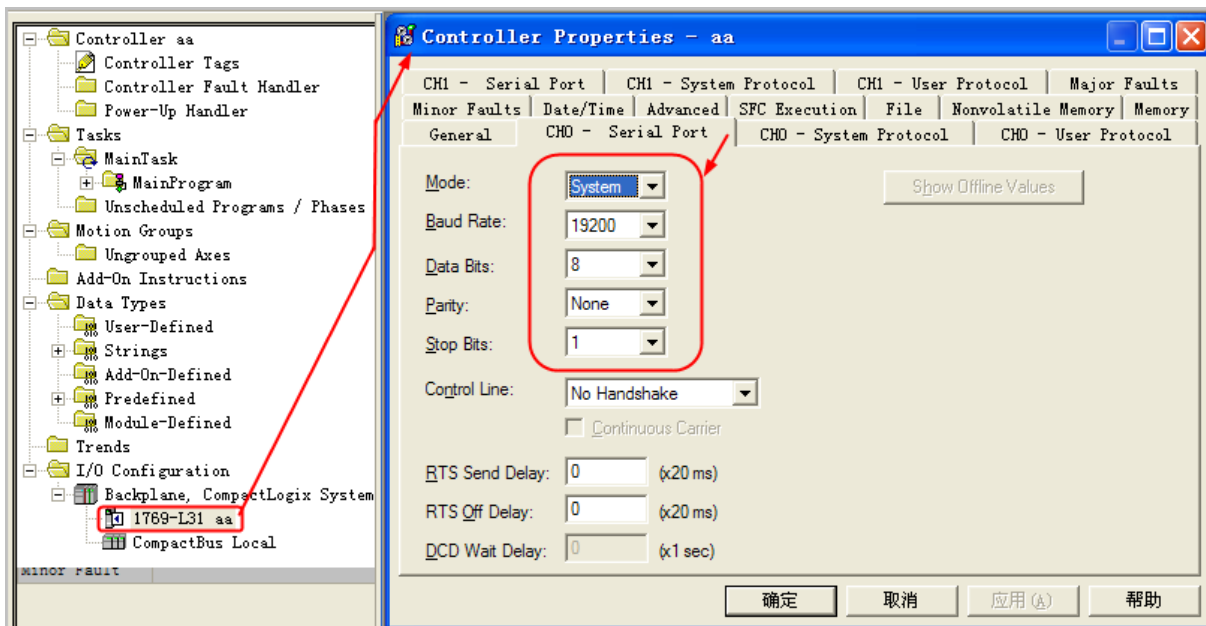 Controller aa
Controller Tags
Controller Fault Handler
Power-Up Handler
Tasks
MainTask
MainProgram
Unscheduled Programs / Phases
Motion Groups
Ungrouped Axes
Add-On Instructions
Data Types
User-Defined
Strings
Add-On-Defined
Predefined
Module-Defined
Trends
I/O Configuration
Backplane, CompactLogix System
1769-L31 aa
CompactBus Local
Minor Fault
Controller Properties - aa
CH1 - Serial Port CH1 - System Protocol CH1 - User Protocol Major Faults
Minor Faults Date/Time Advanced SFC Execution File Nonvolatile Memory Memory
General CH0 - Serial Port CH0 - System Protocol CH0 - User Protocol
Mode: System Show Offline Values
Baud Rate: 19200
Data Bits: 8
Parity: None
Stop Bits: 1
Control Line: No Handshake
Continuous Carrier
RTS Send Delay: 0 (x20 ms)
RTS Off Delay: 0 (x20 ms)
DCD Wait Delay: 0 (x1 sec)
确定 取消 应用(A) 帮助